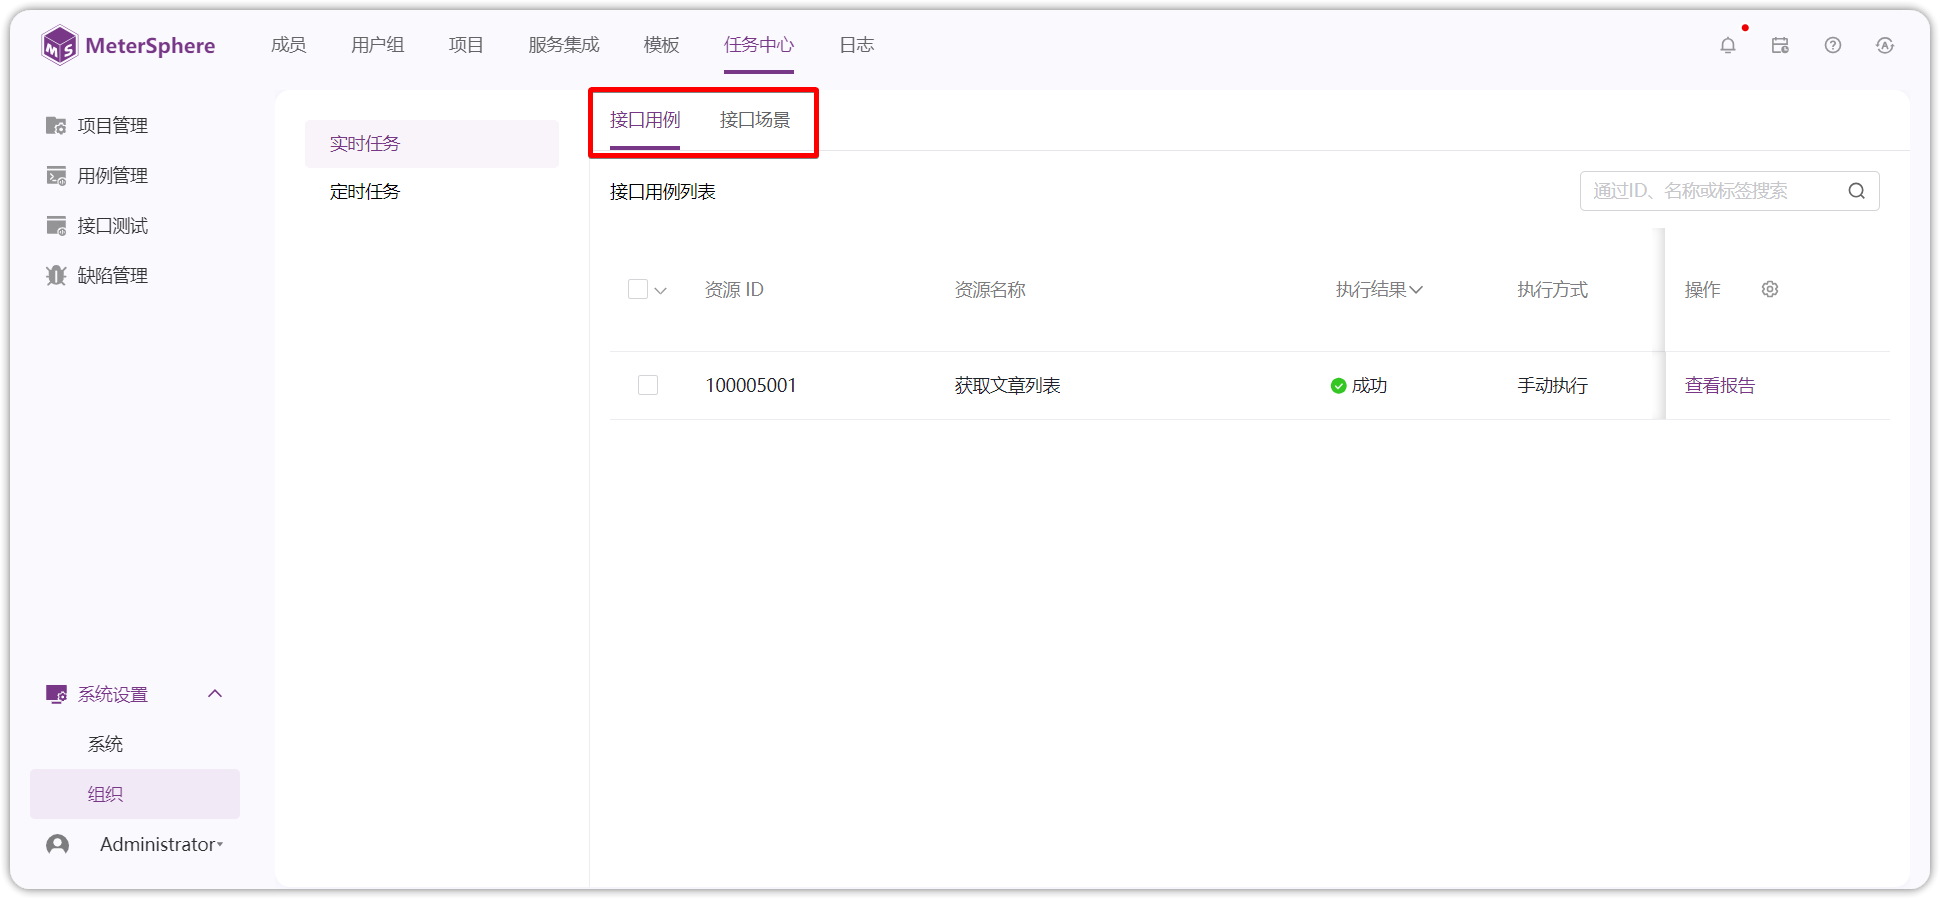 MeterSphere
成员 用户组 项目 服务集成 模板 任务中心 日志
项目管理
用例管理
接口测试
缺陷管理
系统设置
系统
组织
Administrator
实时任务
定时任务
接口用例 接口场景
接口用例列表
通过ID、名称或标签搜索
资源 ID 资源名称 执行结果 执行方式 操作
100005001 获取文章列表 成功 手动执行 查看报告